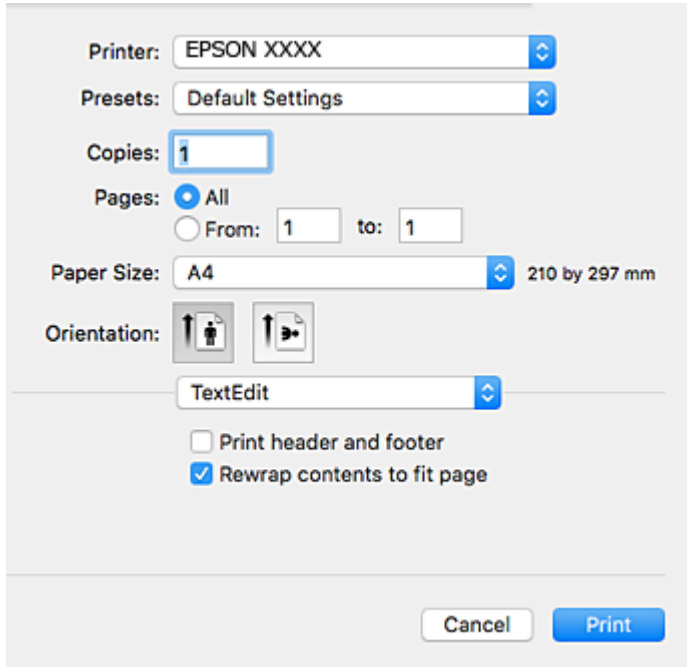 Printer: EPSON XXXX
Presets: Default Settings
Copies: 1
Pages: All
From: 1 to: 1
Paper Size: A4 210 by 297 mm
Orientation:
TextEdit
Print header and footer
Rewrap contents to fit page
Cancel Print